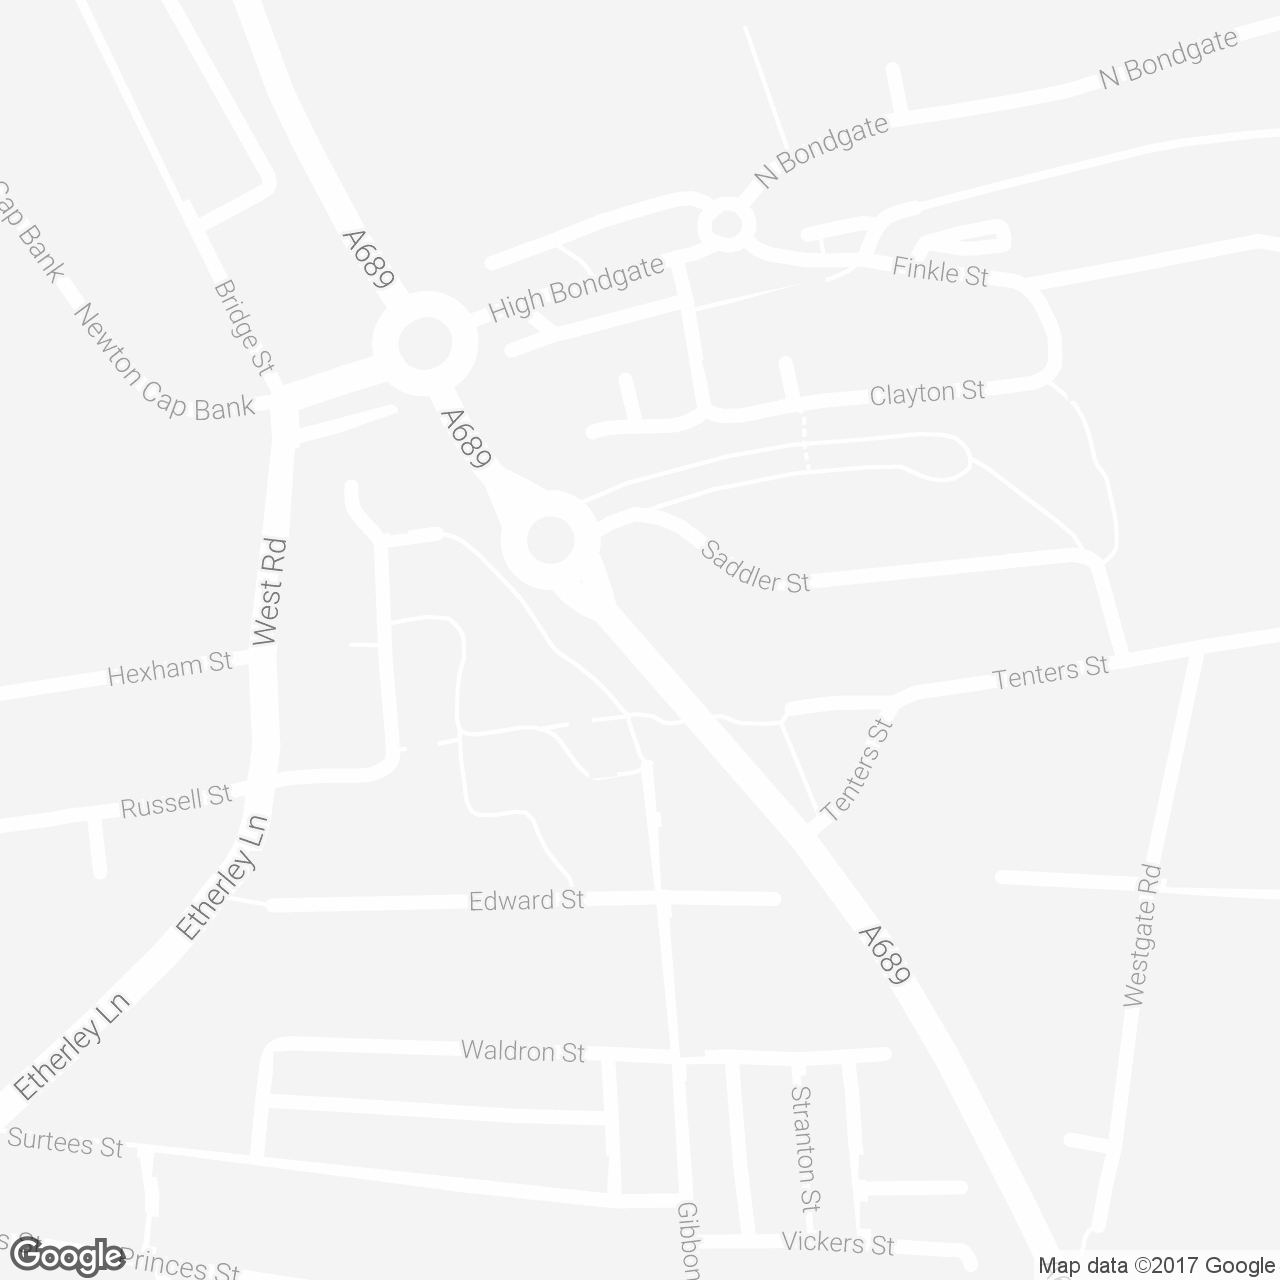 N Bondgate
N Bondgate
Cap Bank
A689
High Bondgate
Finkle St
Bridge St
Newton Cap Bank
Clayton St
A689
West Rd
Saddler St
Hexham St
Tenters St
Tenters St
Russell St
Etherley Ln
Edward St
Westgate Rd
A689
Etherley Ln
Waldron St
Stranton St
Surtees St
Gibbon
Vickers St
Princes St
Google
Map data ©2017 Google